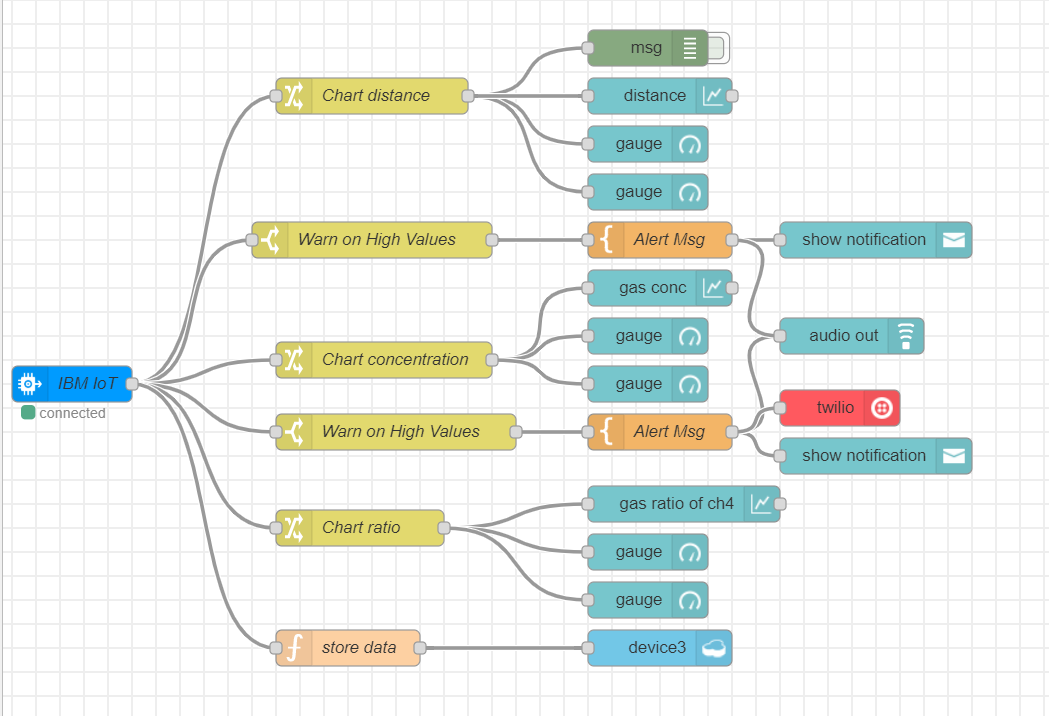 msg
Chart distance
distance
gauge
gauge
Warn on High Values
Alert Msg
show notification
gas conc
gauge
audio out
Chart concentration
gauge
IBM IoT
connected
twilio
Warn on High Values
Alert Msg
show notification
gas ratio of ch4
Chart ratio
gauge
gauge
store data
device3